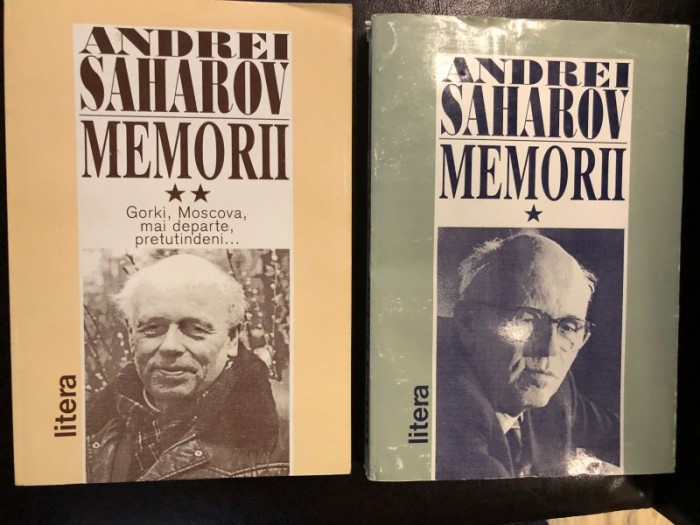 ANDREI
SAHAROV
MEMORII
★★
Gorki, Moscova,
mai departe,
pretutindeni...
litera
ANDREI
SAHAROV
MEMORII
★
litera